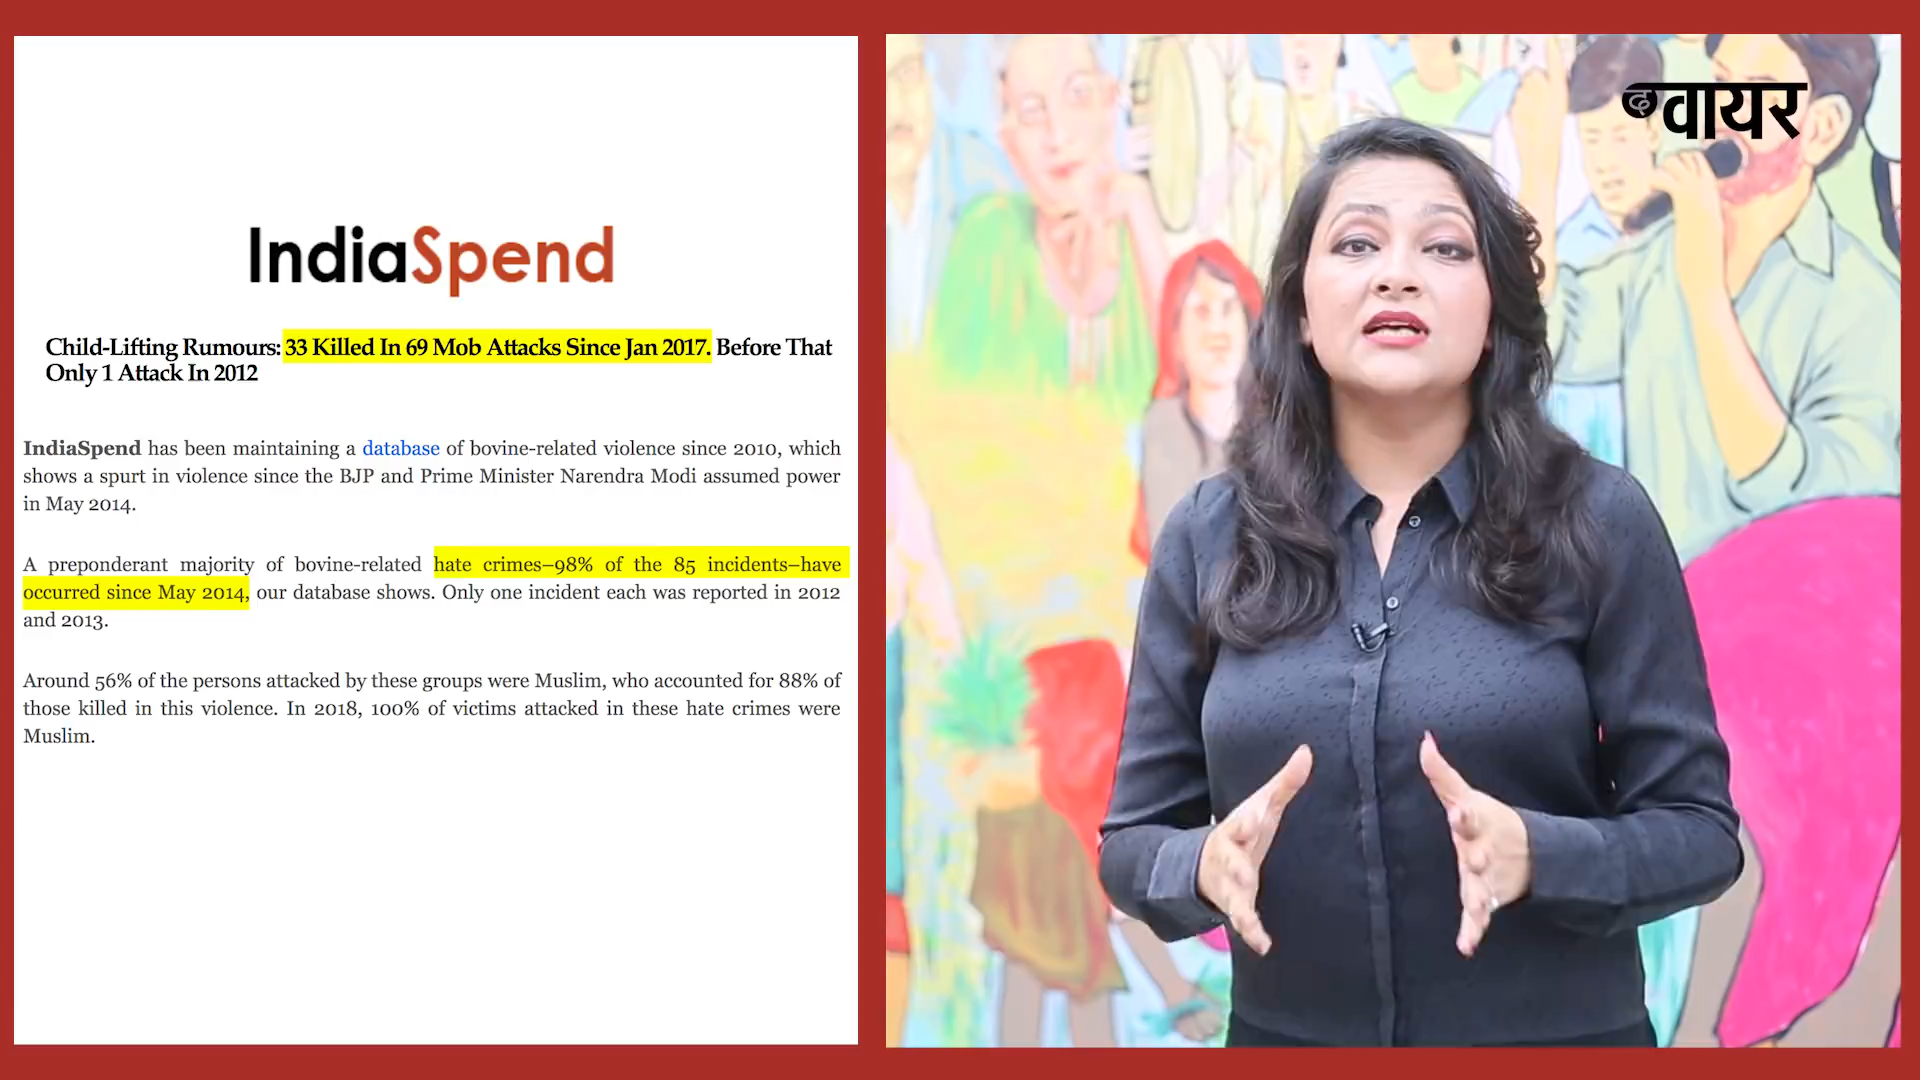 IndiaSpend
Child-Lifting Rumours: 33 Killed In 69 Mob Attacks Since Jan 2017. Before That
Only 1 Attack In 2012
IndiaSpend has been maintaining a database of bovine-related violence since 2010, which
shows a spurt in violence since the BJP and Prime Minister Narendra Modi assumed power
in May 2014.
A preponderant majority of bovine-related hate crimes–98% of the 85 incidents–have
occurred since May 2014, our database shows. Only one incident each was reported in 2012
and 2013.
Around 56% of the persons attacked by these groups were Muslim, who accounted for 88% of
those killed in this violence. In 2018, 100% of victims attacked in these hate crimes were
Muslim.
द वायर